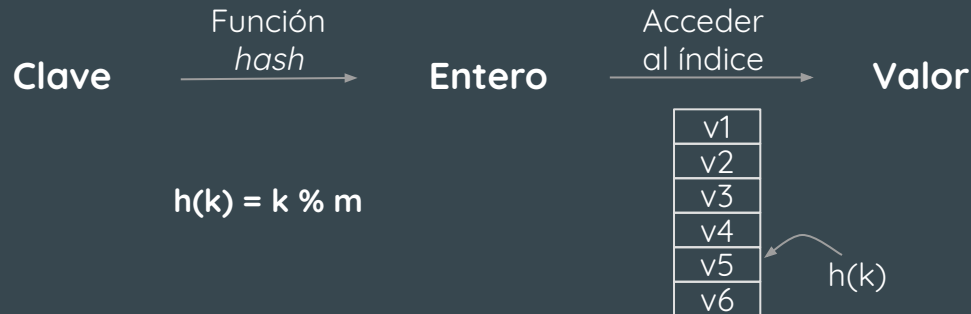 Función
hash
Clave
Entero
Acceder
al índice
Valor
h(k) = k % m
v1
v2
v3
v4
v5
v6
h(k)